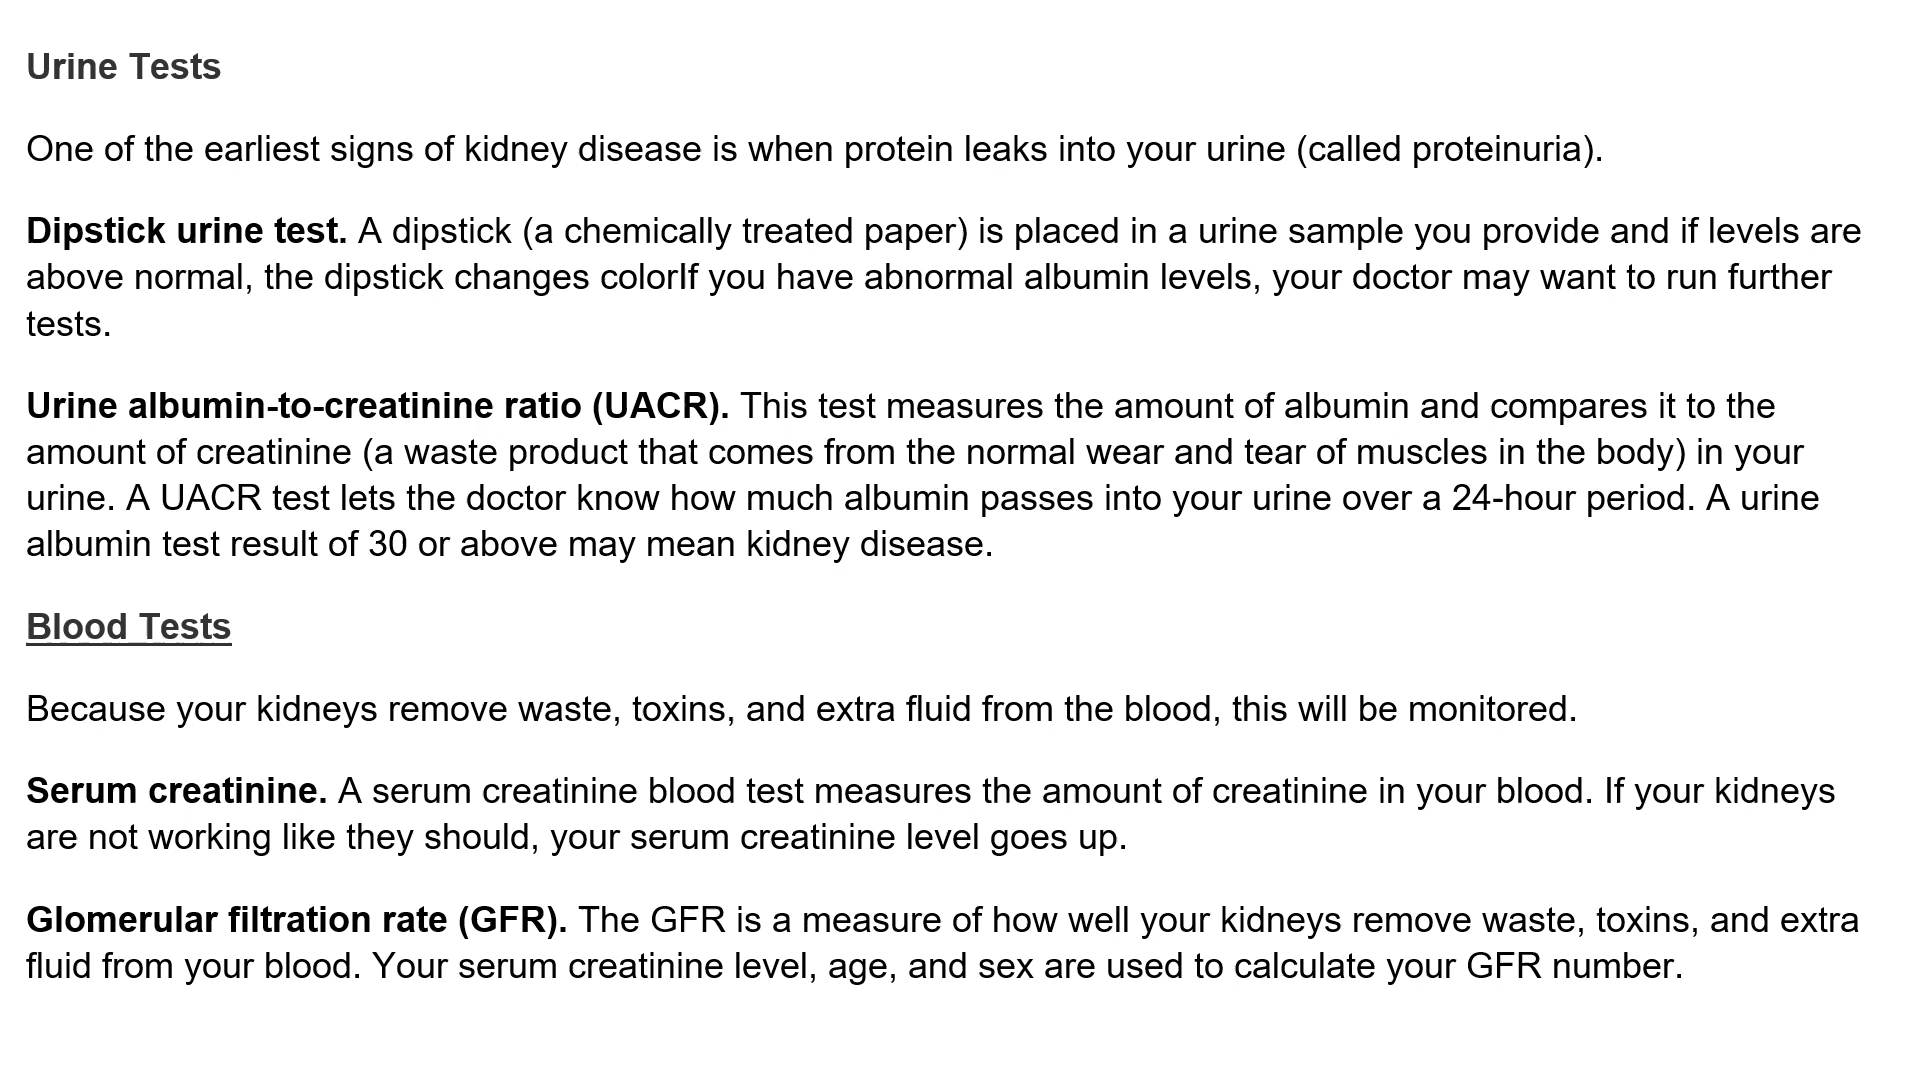 Urine Tests
One of the earliest signs of kidney disease is when protein leaks into your urine (called proteinuria).
Dipstick urine test. A dipstick (a chemically treated paper) is placed in a urine sample you provide and if levels are
above normal, the dipstick changes colorIf you have abnormal albumin levels, your doctor may want to run further
tests.
Urine albumin-to-creatinine ratio (UACR). This test measures the amount of albumin and compares it to the
amount of creatinine (a waste product that comes from the normal wear and tear of muscles in the body) in your
urine. A UACR test lets the doctor know how much albumin passes into your urine over a 24-hour period. A urine
albumin test result of 30 or above may mean kidney disease.
Blood Tests
Because your kidneys remove waste, toxins, and extra fluid from the blood, this will be monitored.
Serum creatinine. A serum creatinine blood test measures the amount of creatinine in your blood. If your kidneys
are not working like they should, your serum creatinine level goes up.
Glomerular filtration rate (GFR). The GFR is a measure of how well your kidneys remove waste, toxins, and extra
fluid from your blood. Your serum creatinine level, age, and sex are used to calculate your GFR number.